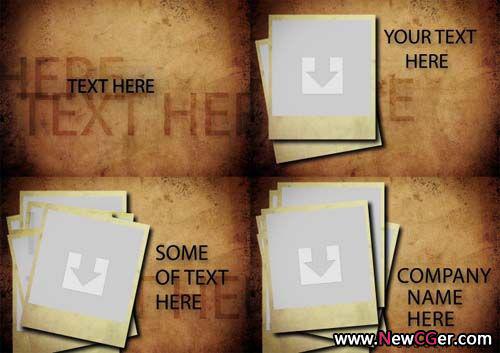 HERE
TEXT HERE
TEXT HERE
YOUR TEXT
HERE
SOME
OF TEXT
HERE
COMPANY
NAME
HERE
www.NewCGer.com